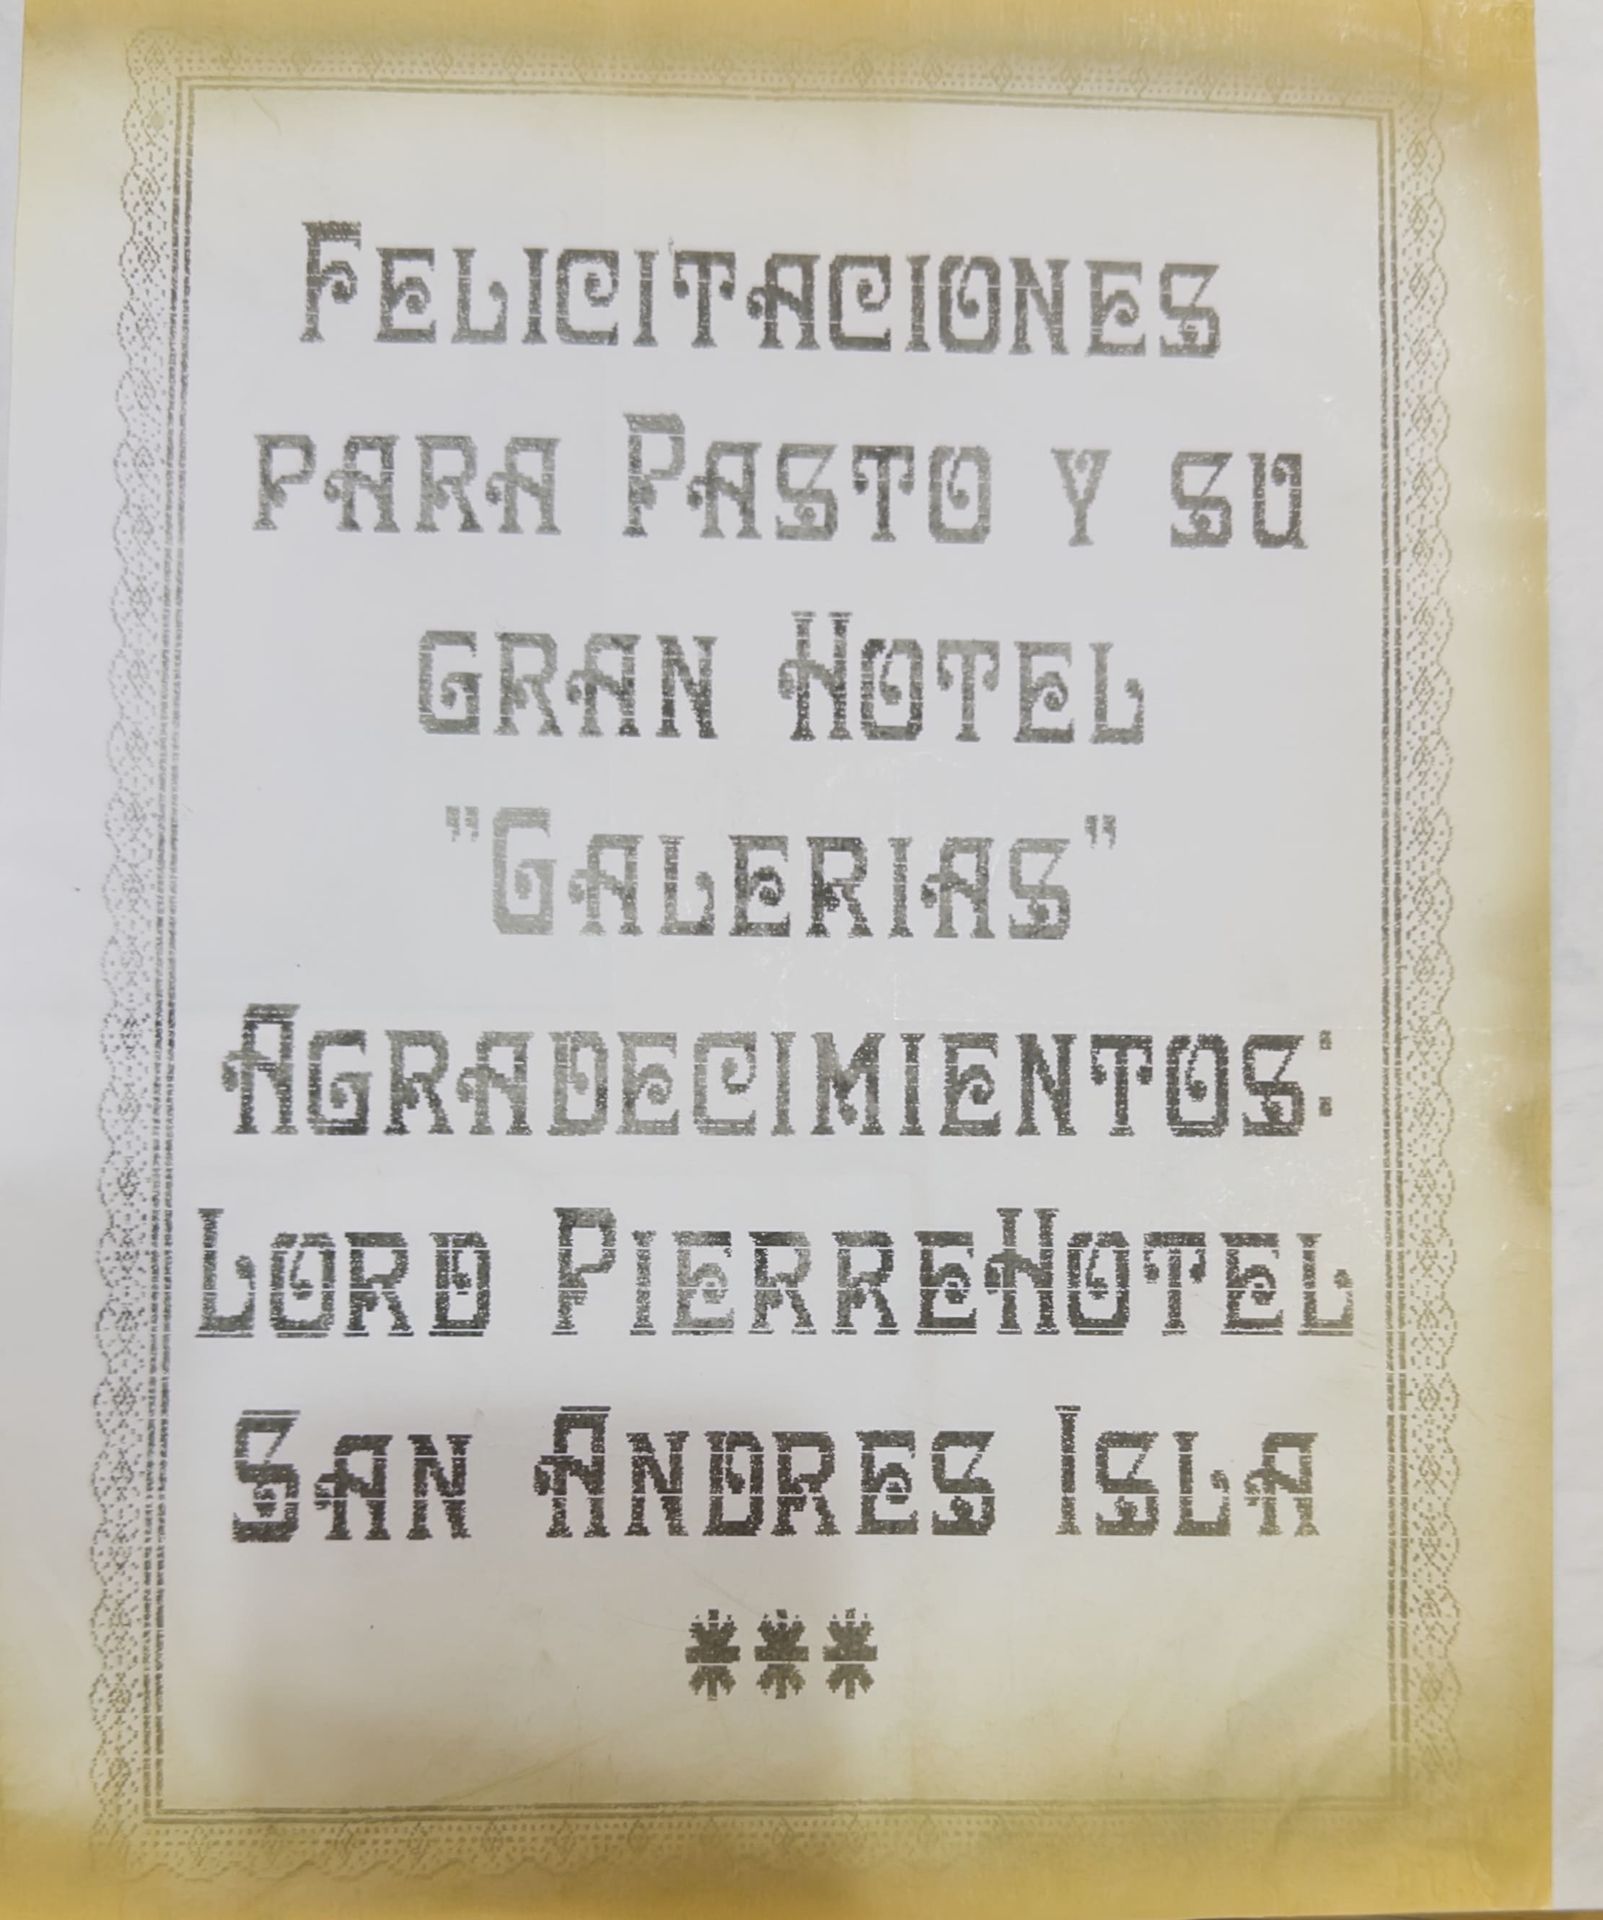 Felicitaciones
para Pasto y su
gran Hotel
"Galerias"
Agradecimientos:
Lord PierreHotel
San Andres Isla
***